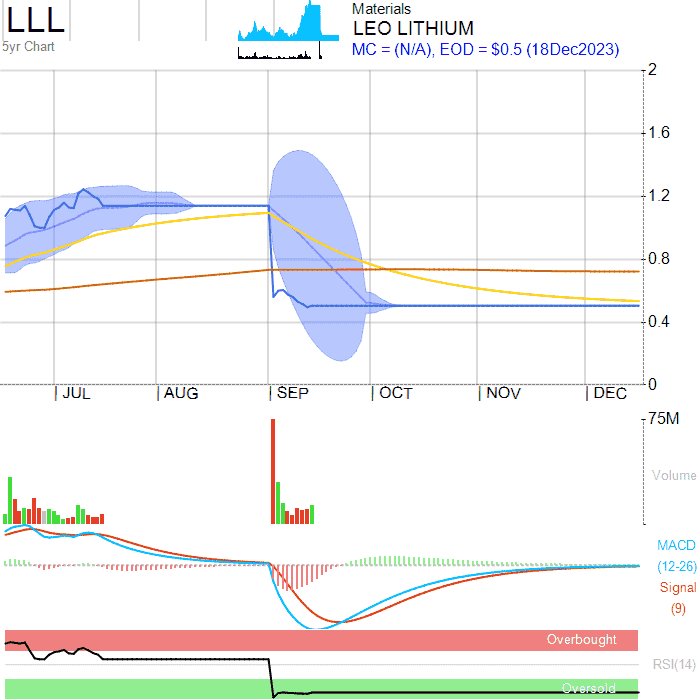 LLL
5yr Chart
Materials
LEO LITHIUM
MC = (N/A), EOD = $0.5 (18Dec2023)
2
1.6
1.2
0.8
0.4
0
JUL AUG SEP OCT NOV DEC
75M
Volume
MACD
(12-26)
Signal
(9)
Overbought
RSI(14)
Oversold